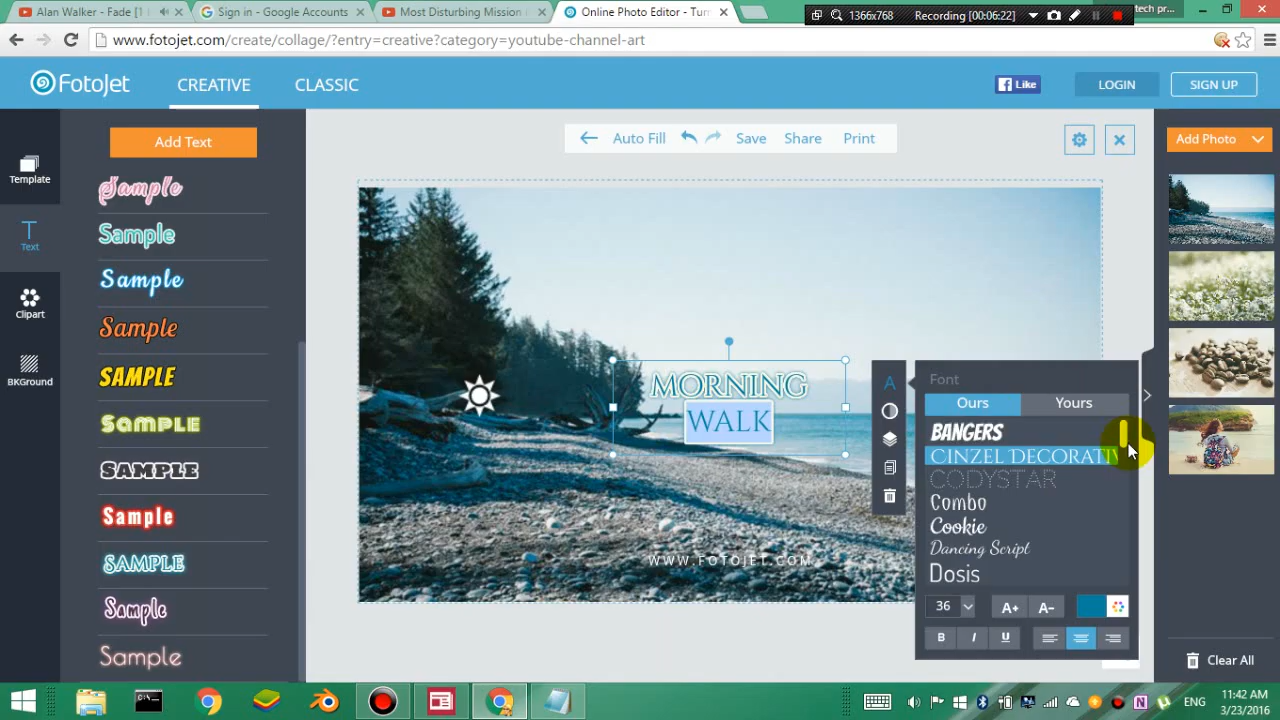 Alan Walker - Fade [1
Sign in - Google Accounts
Most Disturbing Mission i
Online Photo Editor - Tur
1366x768
Recording [00:06:22]
tech pr...
www.fotojet.com/create/collage/?entry=creative?category=youtube-channel-art
FotoJet
CREATIVE
CLASSIC
Like
LOGIN
SIGN UP
Add Text
Auto Fill
Save
Share
Print
Add Photo
Template
Text
Clipart
BKGround
Sample
Sample
Sample
Sample
SAMPLE
SAMPLE
SAMPLE
Sample
SAMPLE
Sample
Sample
MORNING
WALK
WWW.FOTOJET.COM
Font
Ours
Yours
BANGERS
CINZEL DECORATIV
CODYSTAR
Combo
Cookie
Dancing Script
Dosis
36
A+
A-
B
I
U
Clear All
ENG
11:42 AM
3/23/2016